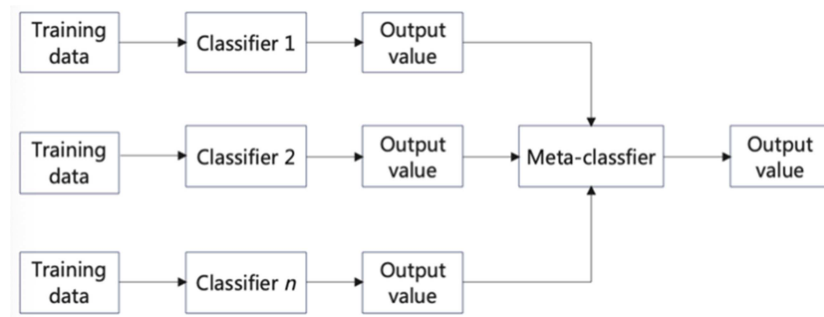 Training
data
Classifier 1
Output
value
Training
data
Classifier 2
Output
value
Meta-classfier
Output
value
Training
data
Classifier n
Output
value